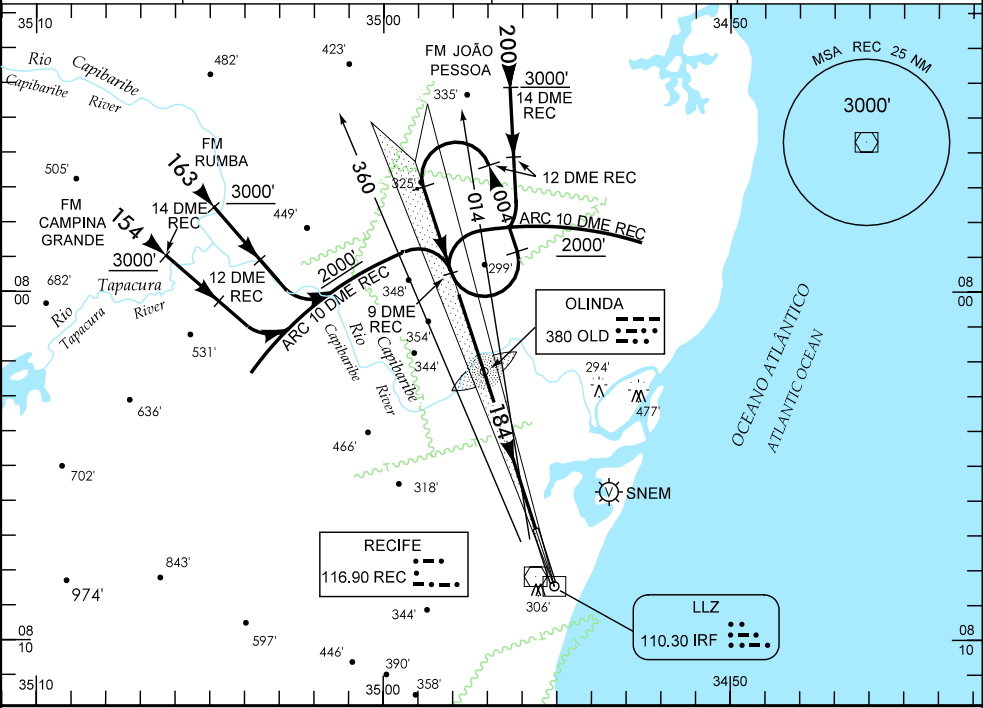 35 10
35 00
34 50
Rio Capibaribe
Capibaribe River
482'
423'
FM JOÃO
PESSOA
335'
200
3000'
14 DME
REC
MSA REC 25 NM
3000'
FM
RUMBA
163
3000'
505'
FM
CAMPINA
GRANDE
154
14 DME
REC
449'
360
325'
014
004
12 DME REC
ARC 10 DME REC
2000'
3000'
12 DME
REC
2000'
ARC 10 DME REC
299'
08
00
682'
Rio Tapacura
Tapacura River
348'
9 DME
REC
354'
344'
Rio Capibaribe
Capibaribe River
OLINDA
380 OLD
08
00
531'
636'
294'
477'
OCEANO ATLÂNTICO
ATLANTIC OCEAN
184
466'
702'
318'
V
SNEM
RECIFE
116.90 REC
843'
974'
344'
306'
LLZ
110.30 IRF
597'
08
10
08
10
446'
390'
358'
35 10
35 00
34 50